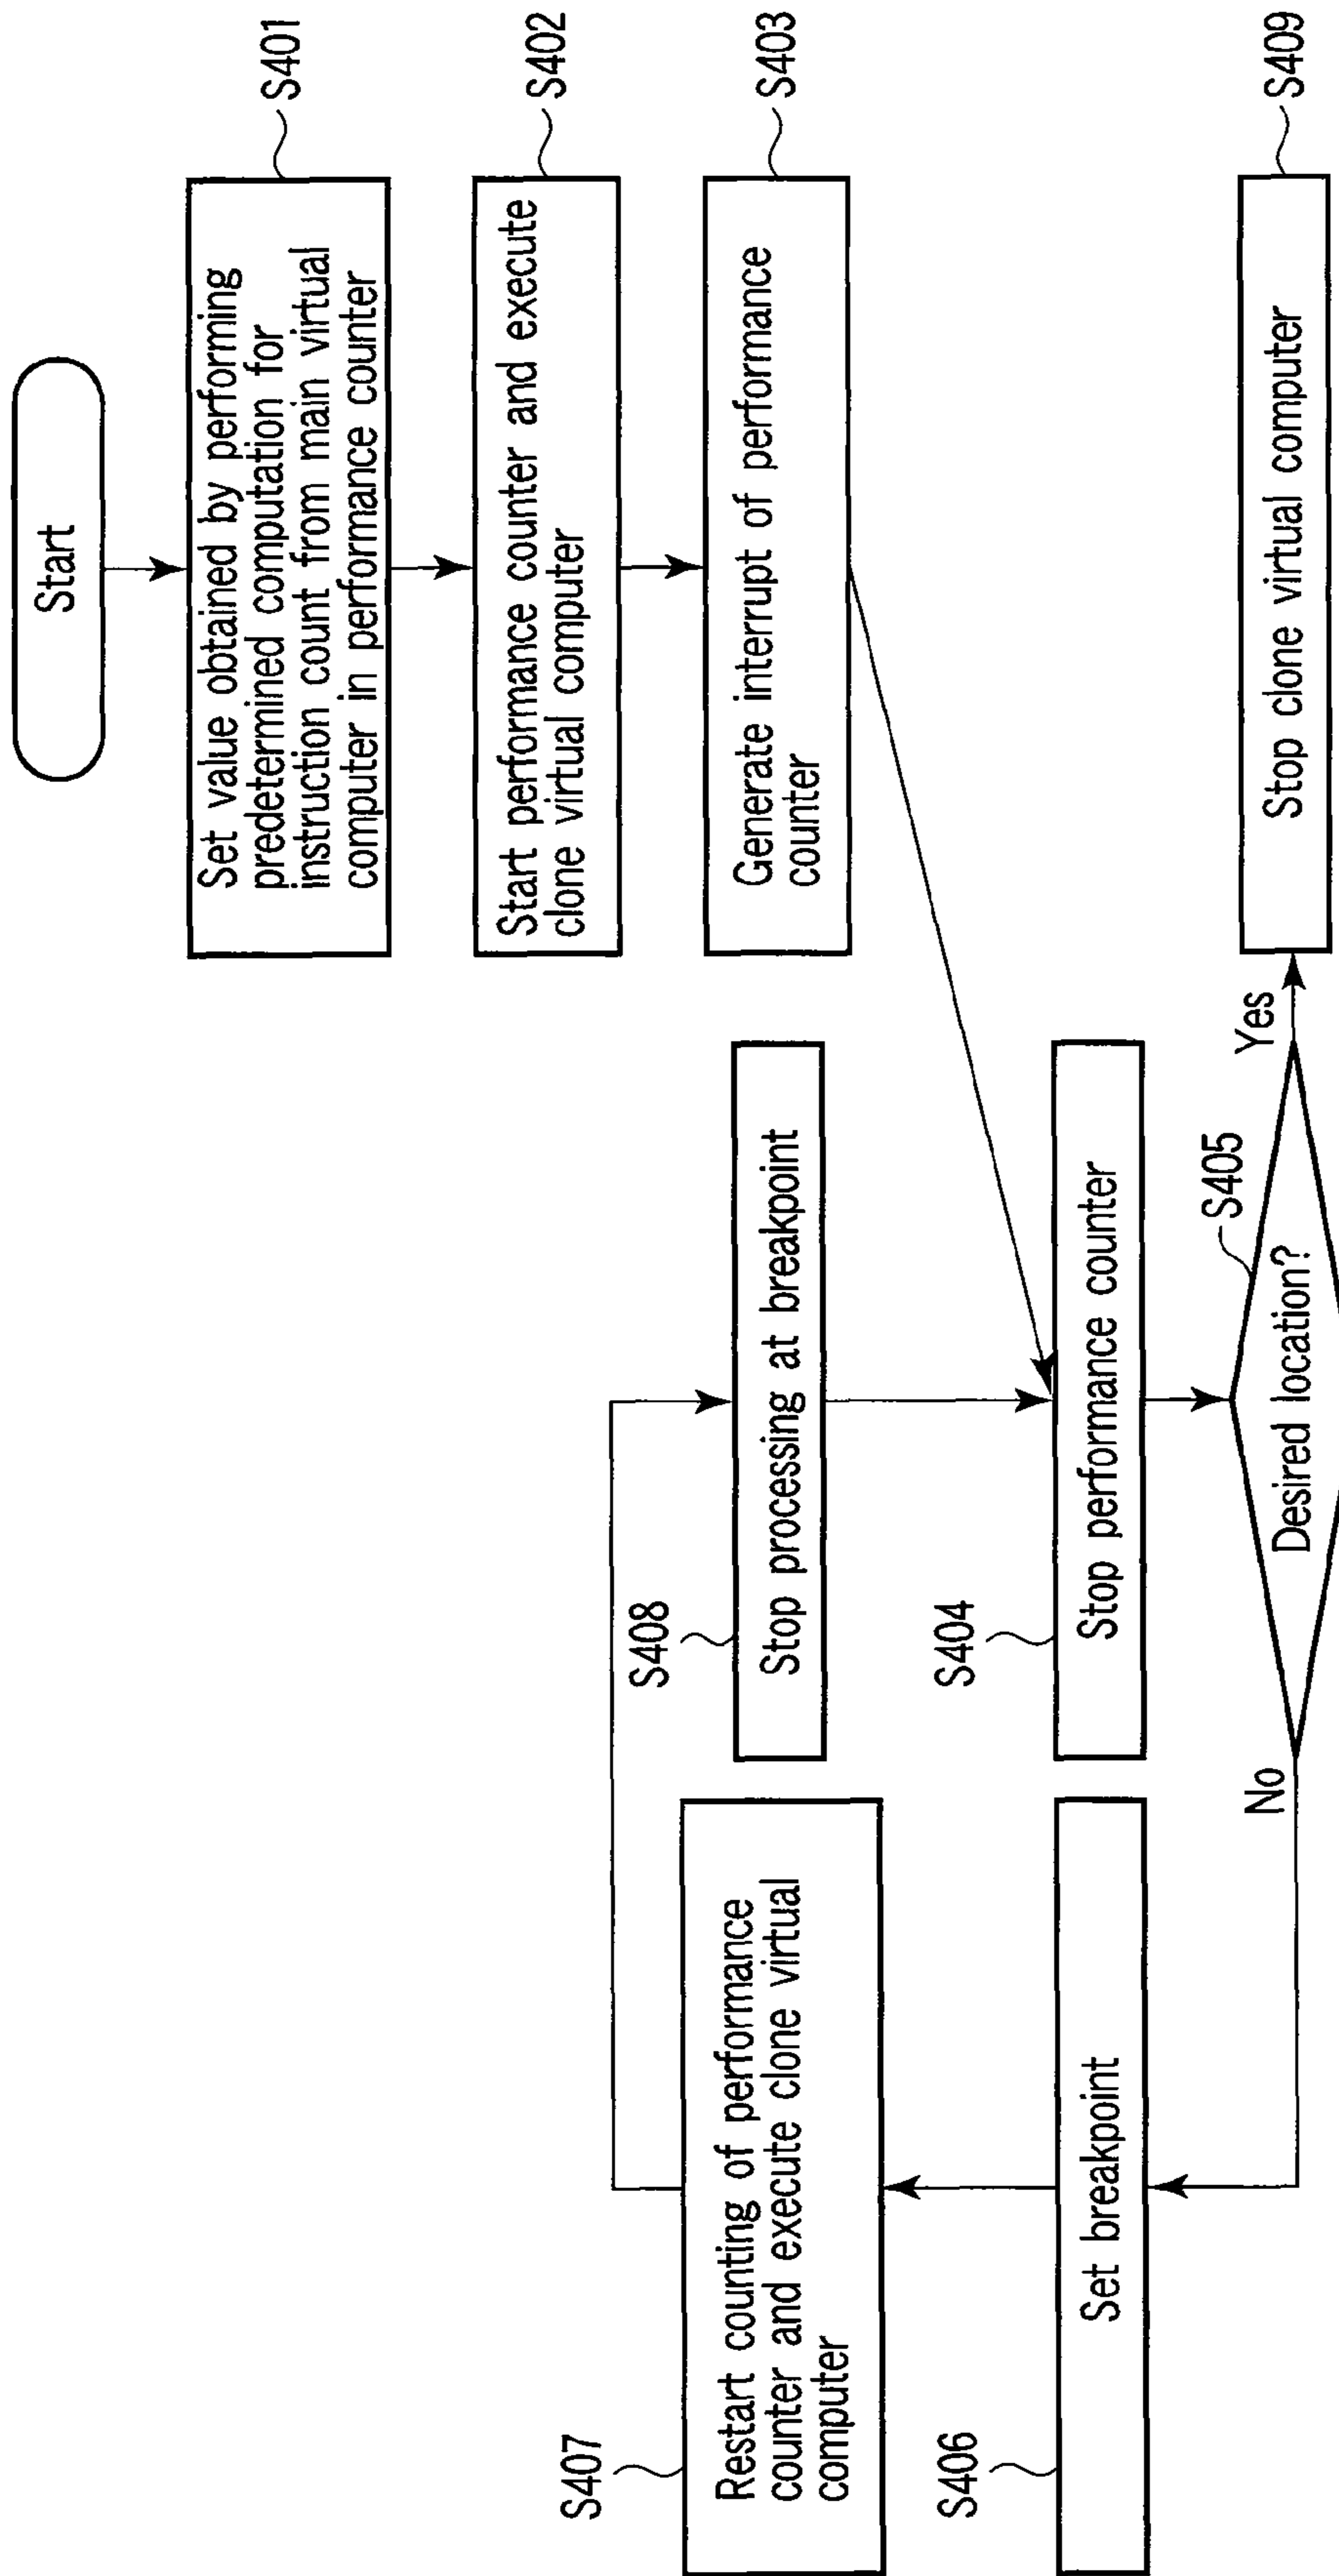 Start
Set value obtained by performing
predetermined computation for
instruction count from main virtual
computer in performance counter
S401
Start performance counter and execute
clone virtual computer
S402
Generate interrupt of performance
counter
S403
S408
Stop processing at breakpoint
S404
Stop performance counter
S405
Desired location?
Yes
No
S407
Restart counting of performance
counter and execute clone virtual
computer
S406
Set breakpoint
Stop clone virtual computer
S409